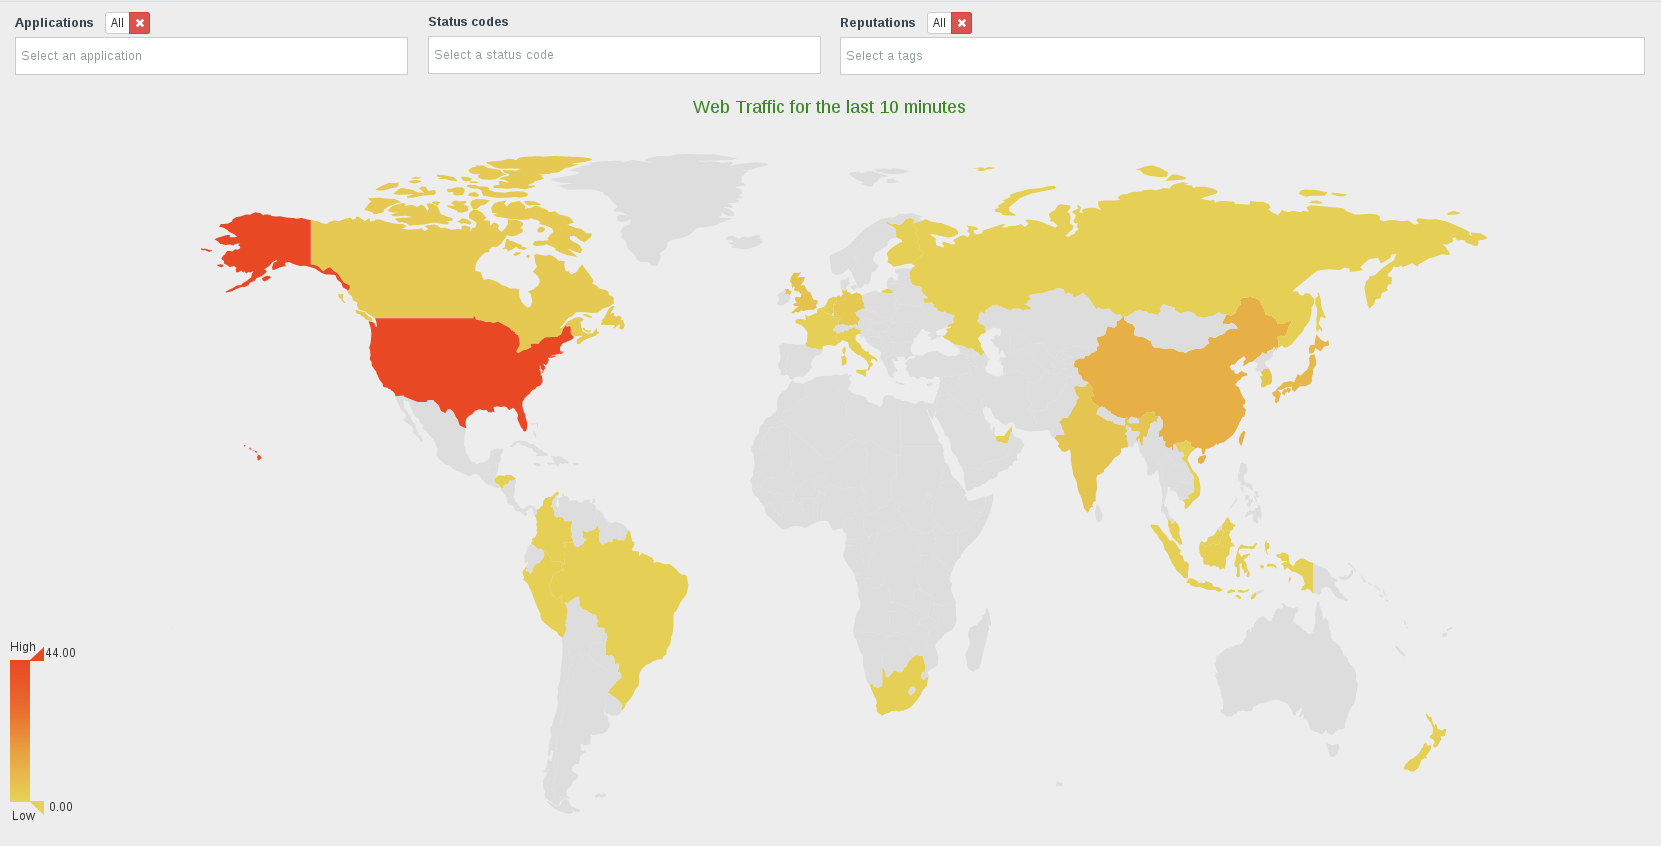 Applications All ×
Select an application
Status codes
Select a status code
Reputations All ×
Select a tags
Web Traffic for the last 10 minutes
High
44.00
0.00
Low